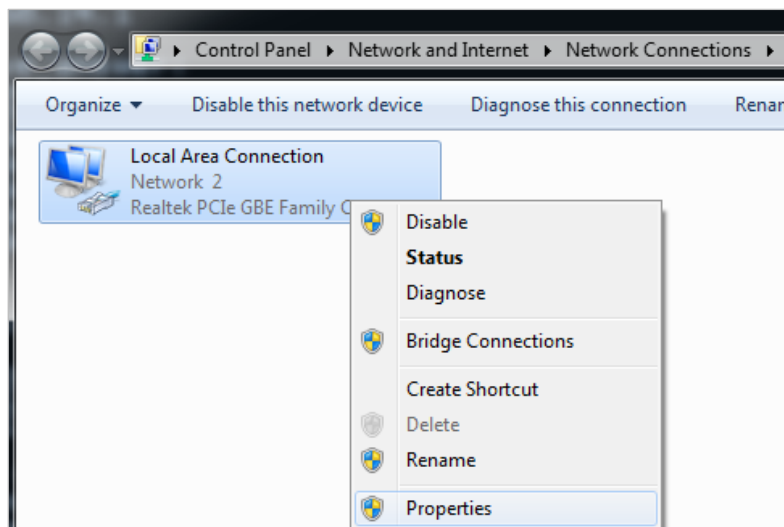 Control Panel Network and Internet Network Connections
Organize Disable this network device Diagnose this connection
Local Area Connection
Network 2
Realtek PCIe GBE Family
Disable
Status
Diagnose
Bridge Connections
Create Shortcut
Delete
Rename
Properties